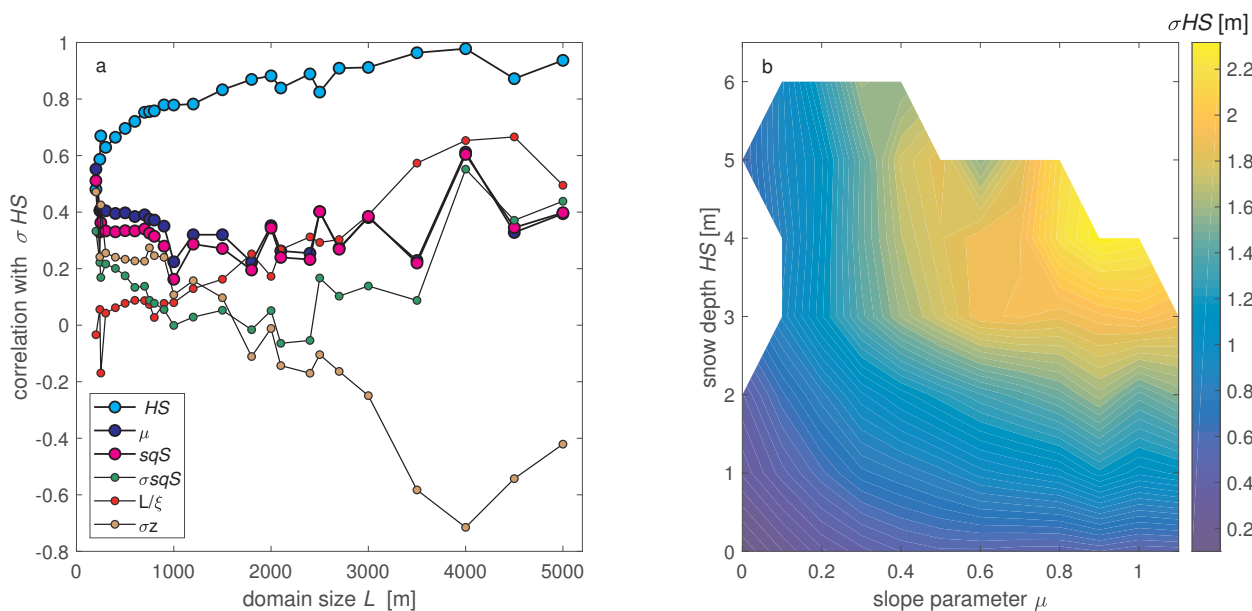 a
1
0.8
0.6
0.4
0.2
0
-0.2
-0.4
-0.6
-0.8
correlation with σ HS
HS
μ
sqS
σsqS
L/ξ
σz
0 1000 2000 3000 4000 5000
domain size L [m]
b
6
5
4
3
2
1
0
snow depth HS [m]
0 0.2 0.4 0.6 0.8 1
slope parameter μ
σHS [m]
2.2
2
1.8
1.6
1.4
1.2
1
0.8
0.6
0.4
0.2